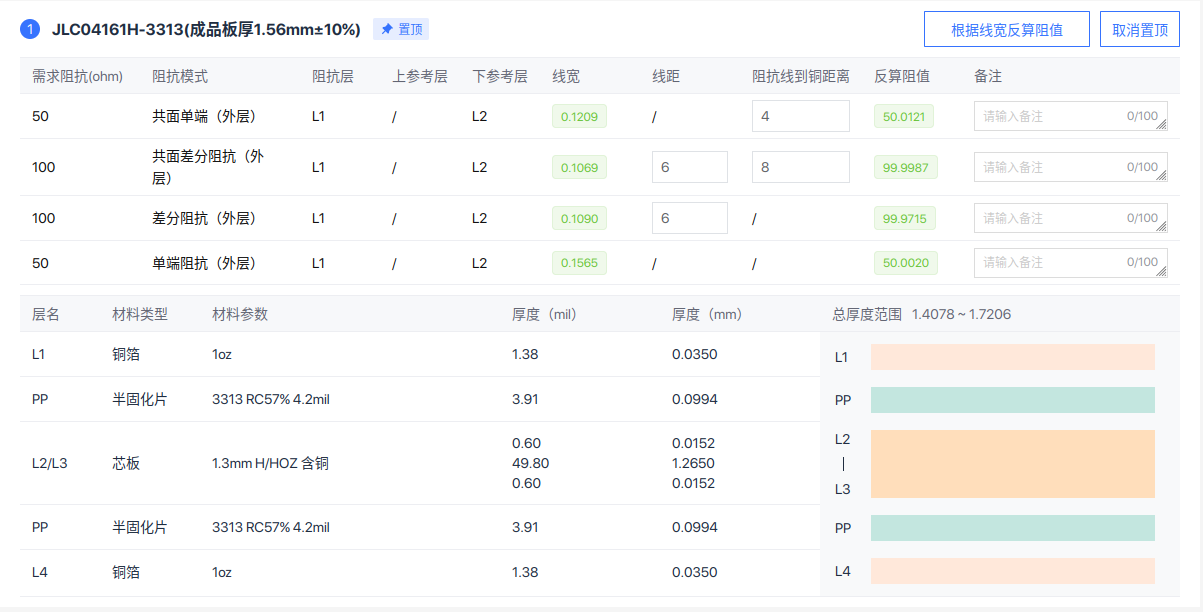 1 JLC04161H-3313(成品板厚1.56mm±10%) 置顶 根据线宽反算阻值 取消置顶
需求阻抗(ohm) 阻抗模式 阻抗层 上参考层 下参考层 线宽 线距 阻抗线到铜距离 反算阻值 备注
50 共面单端（外层） L1 / L2 0.1209 / 4 50.0121 请输入备注 0/100
100 共面差分阻抗（外
层） L1 / L2 0.1069 6 8 99.9987 请输入备注 0/100
100 差分阻抗（外层） L1 / L2 0.1090 6 / 99.9715 请输入备注 0/100
50 单端阻抗（外层） L1 / L2 0.1565 / / 50.0020 请输入备注 0/100
层名 材料类型 材料参数 厚度（mil） 厚度（mm） 总厚度范围 1.4078 ~ 1.7206
L1 铜箔 1oz 1.38 0.0350 L1
PP 半固化片 3313 RC57% 4.2mil 3.91 0.0994 PP
0.60 0.0152 L2
L2/L3 芯板 1.3mm H/HOZ 含铜 49.80 1.2650 |
0.60 0.0152 L3
PP 半固化片 3313 RC57% 4.2mil 3.91 0.0994 PP
L4 铜箔 1oz 1.38 0.0350 L4